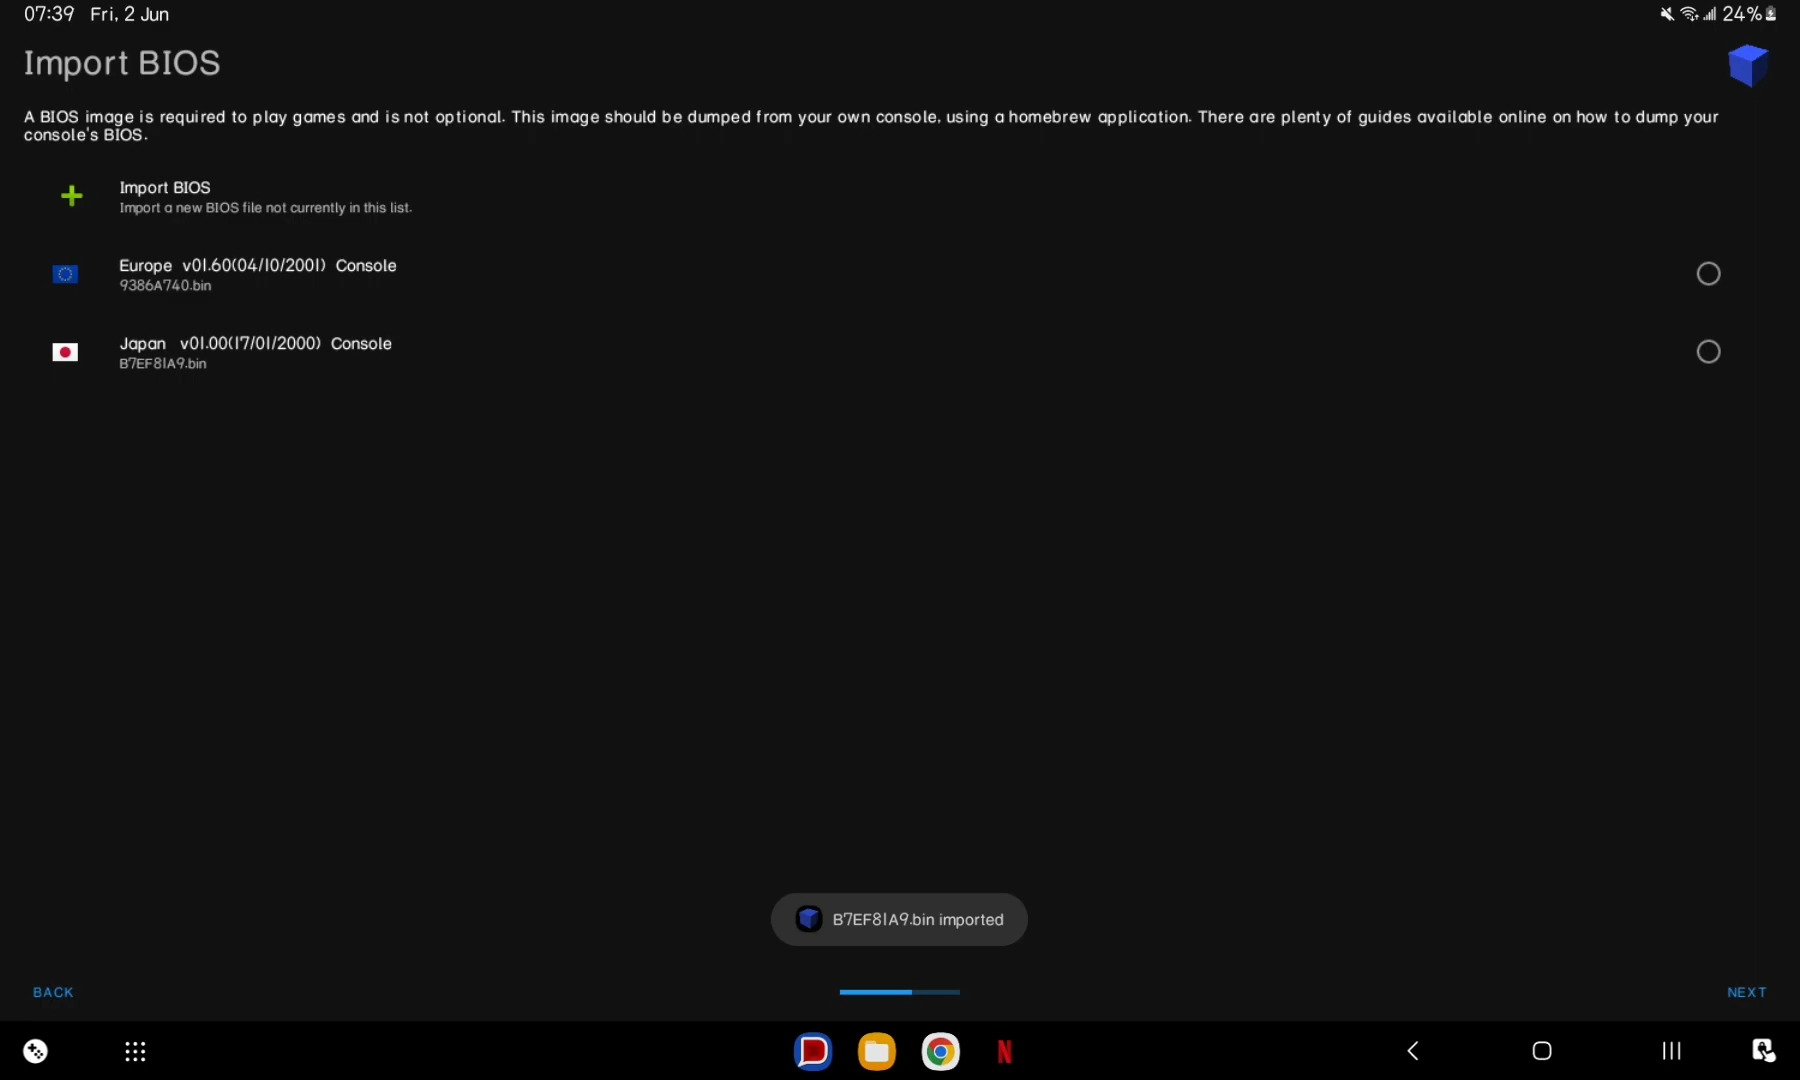 07:39 Fri, 2 Jun
24%
Import BIOS
A BIOS image is required to play games and is not optional. This image should be dumped from your own console, using a homebrew application. There are plenty of guides available online on how to dump your
console's BIOS.
Import BIOS
Import a new BIOS file not currently in this list.
Europe v01.60(04/10/2001) Console
9386A740.bin
Japan v01.00(17/01/2000) Console
B7EF81A9.bin
B7EF81A9.bin imported
BACK
NEXT
N